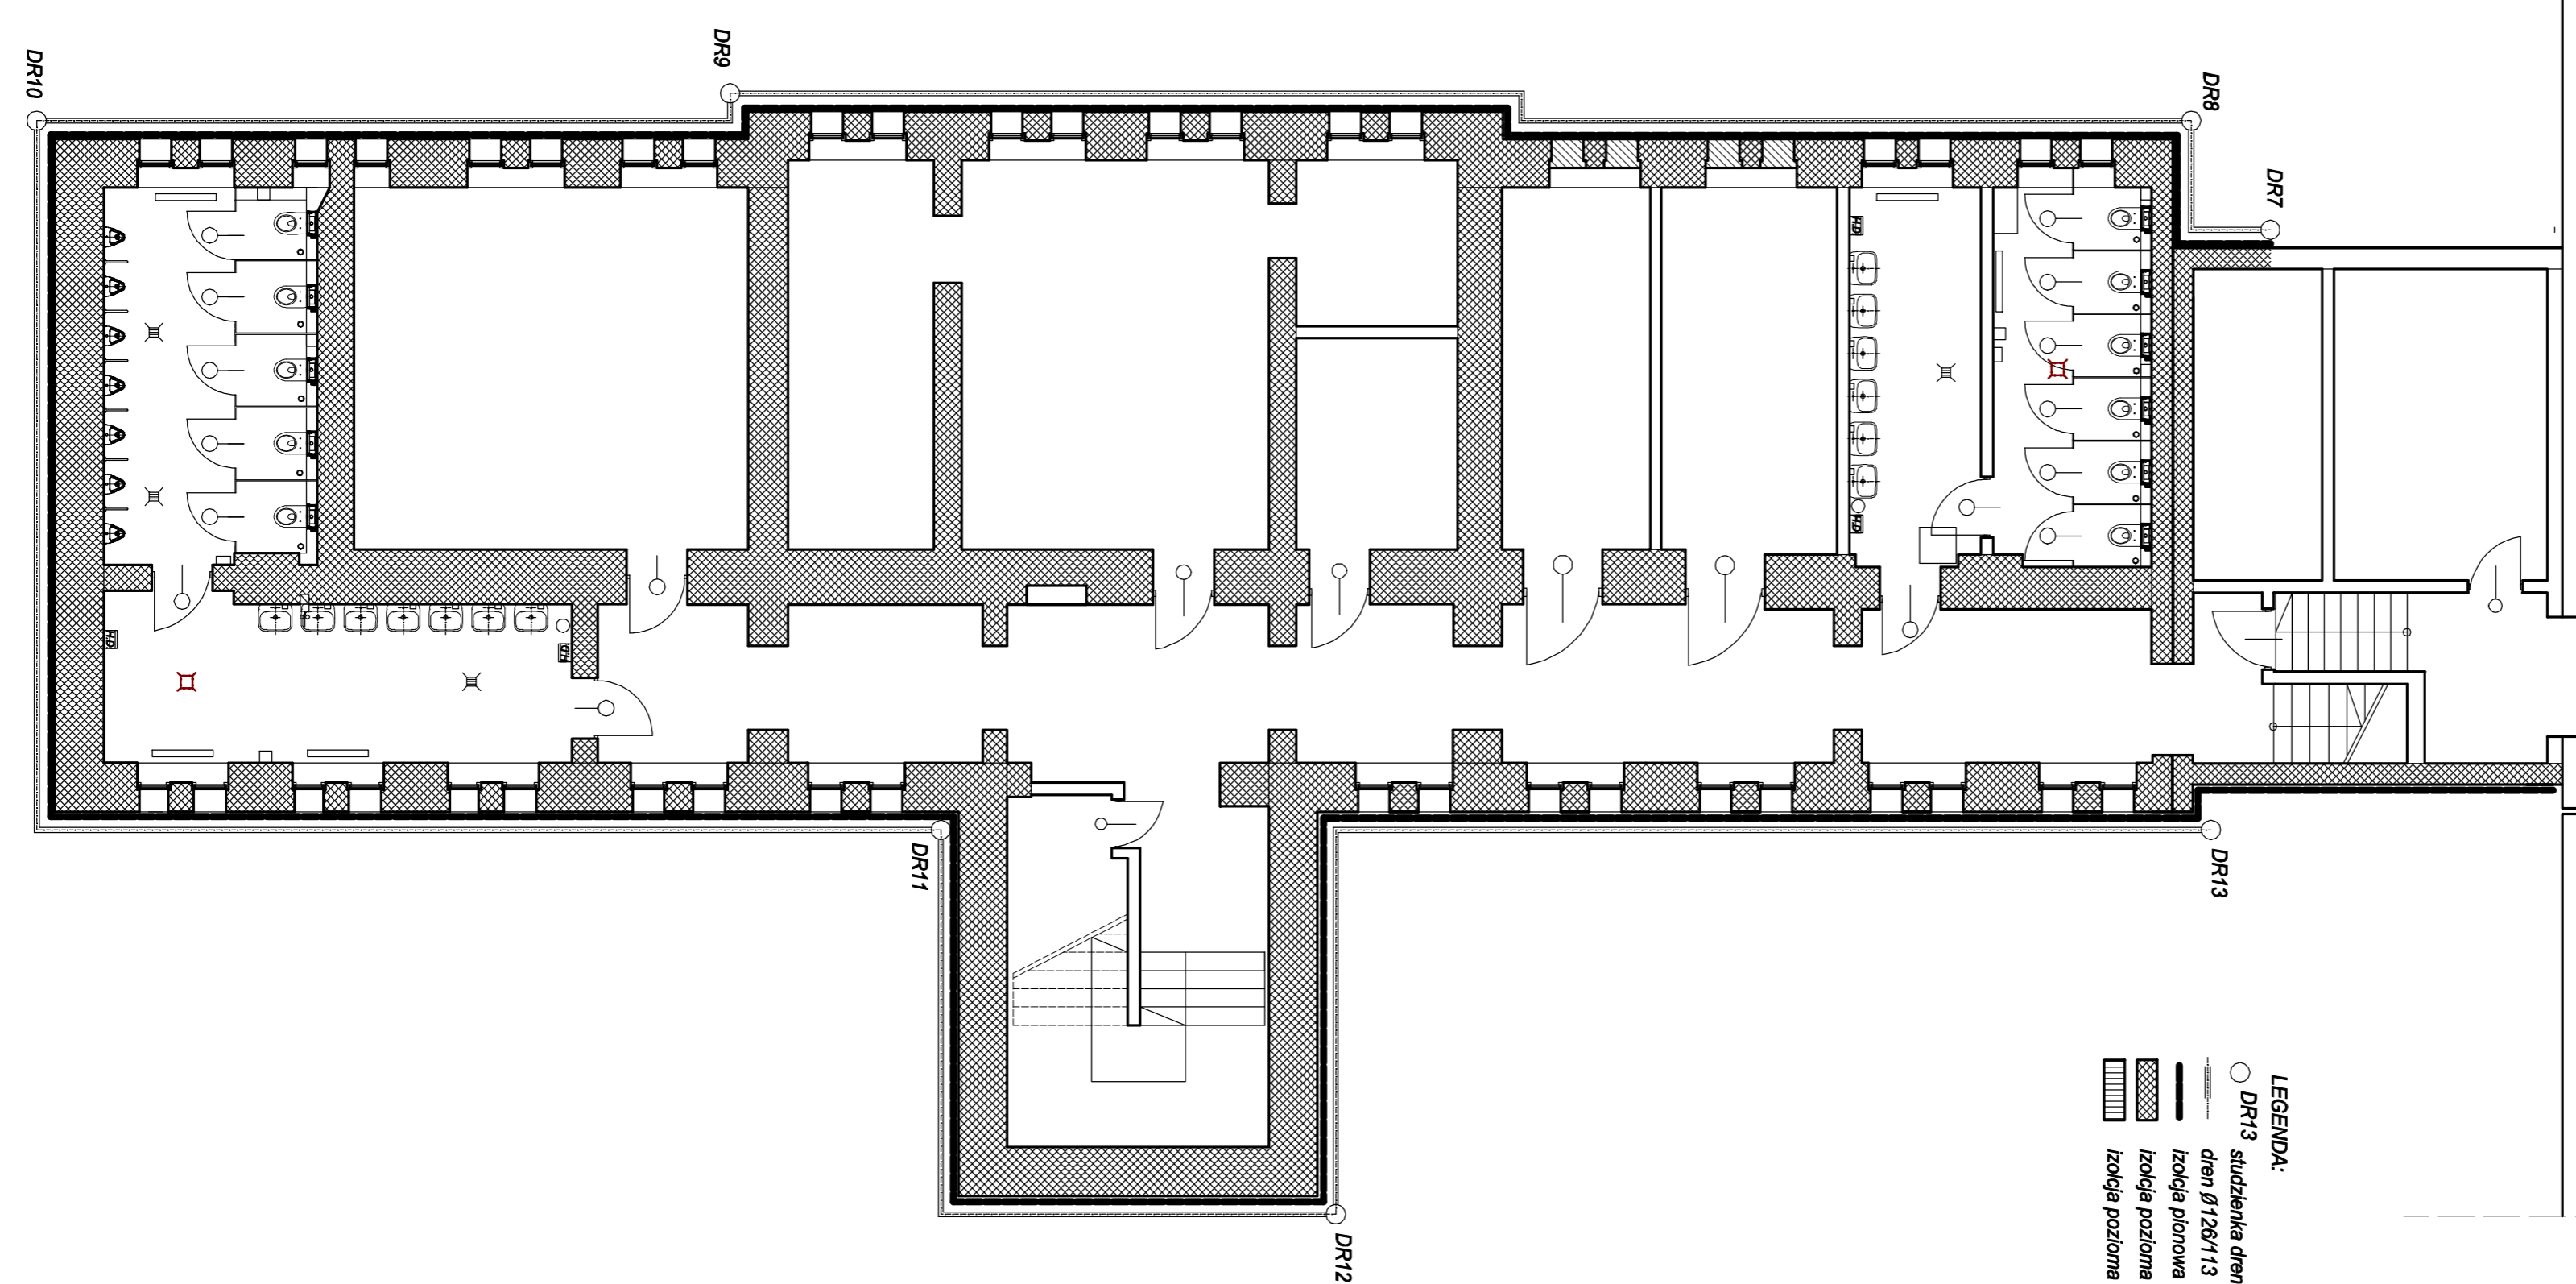 DR10
DR9
DR8
DR7
H.D
H.D
H.D
H.D
DR11
DR13
DR12
LEGENDA:
DR13 studzienka dren
dren Ø126/113
izolcja pionowa
izolcja pozioma
izolcja pozioma